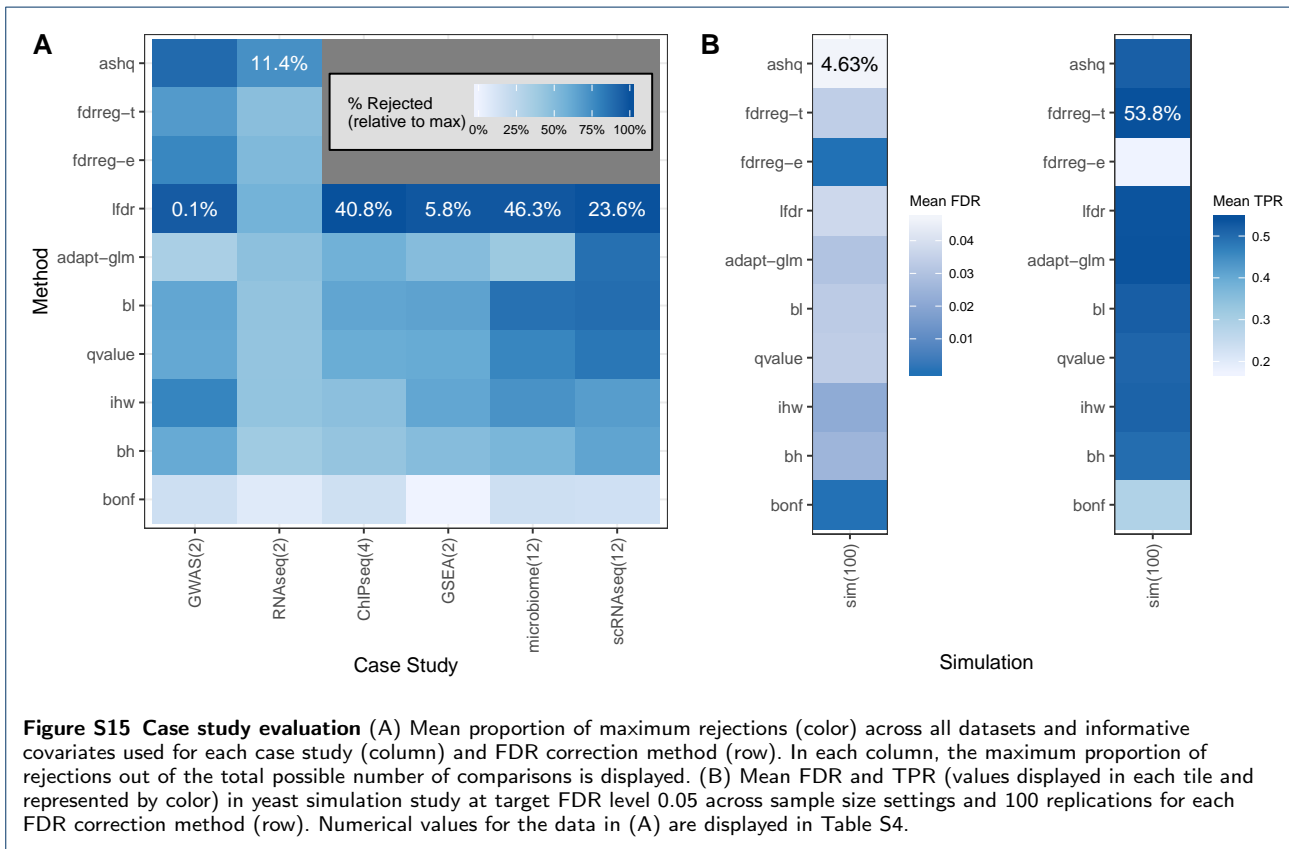 A
Method
ashq
fdrreg−t
fdrreg−e
lfdr
adapt−glm
bl
qvalue
ihw
bh
bonf
11.4%
% Rejected
(relative to max)
0% 25% 50% 75% 100%
0.1% 40.8% 5.8% 46.3% 23.6%
GWAS(2)
RNAseq(2)
ChIPseq(4)
GSEA(2)
microbiome(12)
scRNAseq(12)
Case Study
B
ashq
fdrreg−t
fdrreg−e
lfdr
adapt−glm
bl
qvalue
ihw
bh
bonf
4.63%
sim(100)
Mean FDR
0.04
0.03
0.02
0.01
ashq
fdrreg−t
fdrreg−e
lfdr
adapt−glm
bl
qvalue
ihw
bh
bonf
53.8%
sim(100)
Mean TPR
0.5
0.4
0.3
0.2
Simulation
Figure S15 Case study evaluation (A) Mean proportion of maximum rejections (color) across all datasets and informative
covariates used for each case study (column) and FDR correction method (row). In each column, the maximum proportion of
rejections out of the total possible number of comparisons is displayed. (B) Mean FDR and TPR (values displayed in each tile and
represented by color) in yeast simulation study at target FDR level 0.05 across sample size settings and 100 replications for each
FDR correction method (row). Numerical values for the data in (A) are displayed in Table S4.